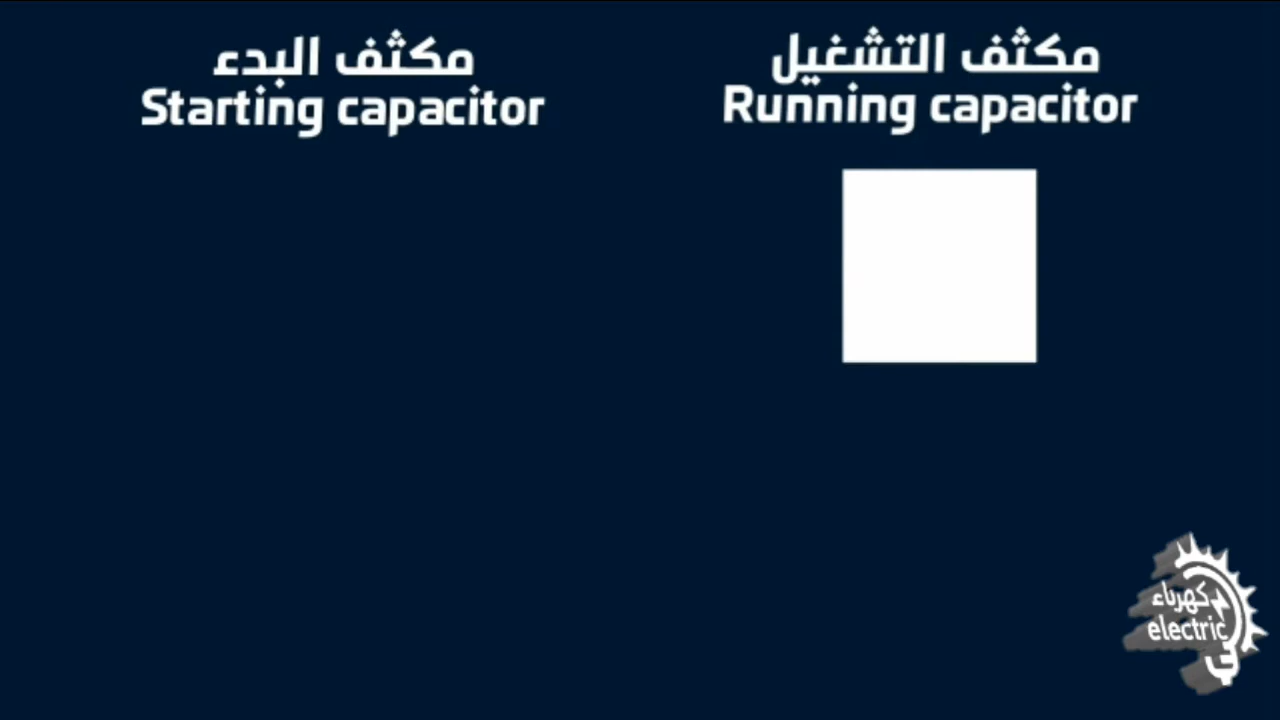 مكثف البدء
Starting capacitor
مكثف التشغيل
Running capacitor
كهرباء
electric